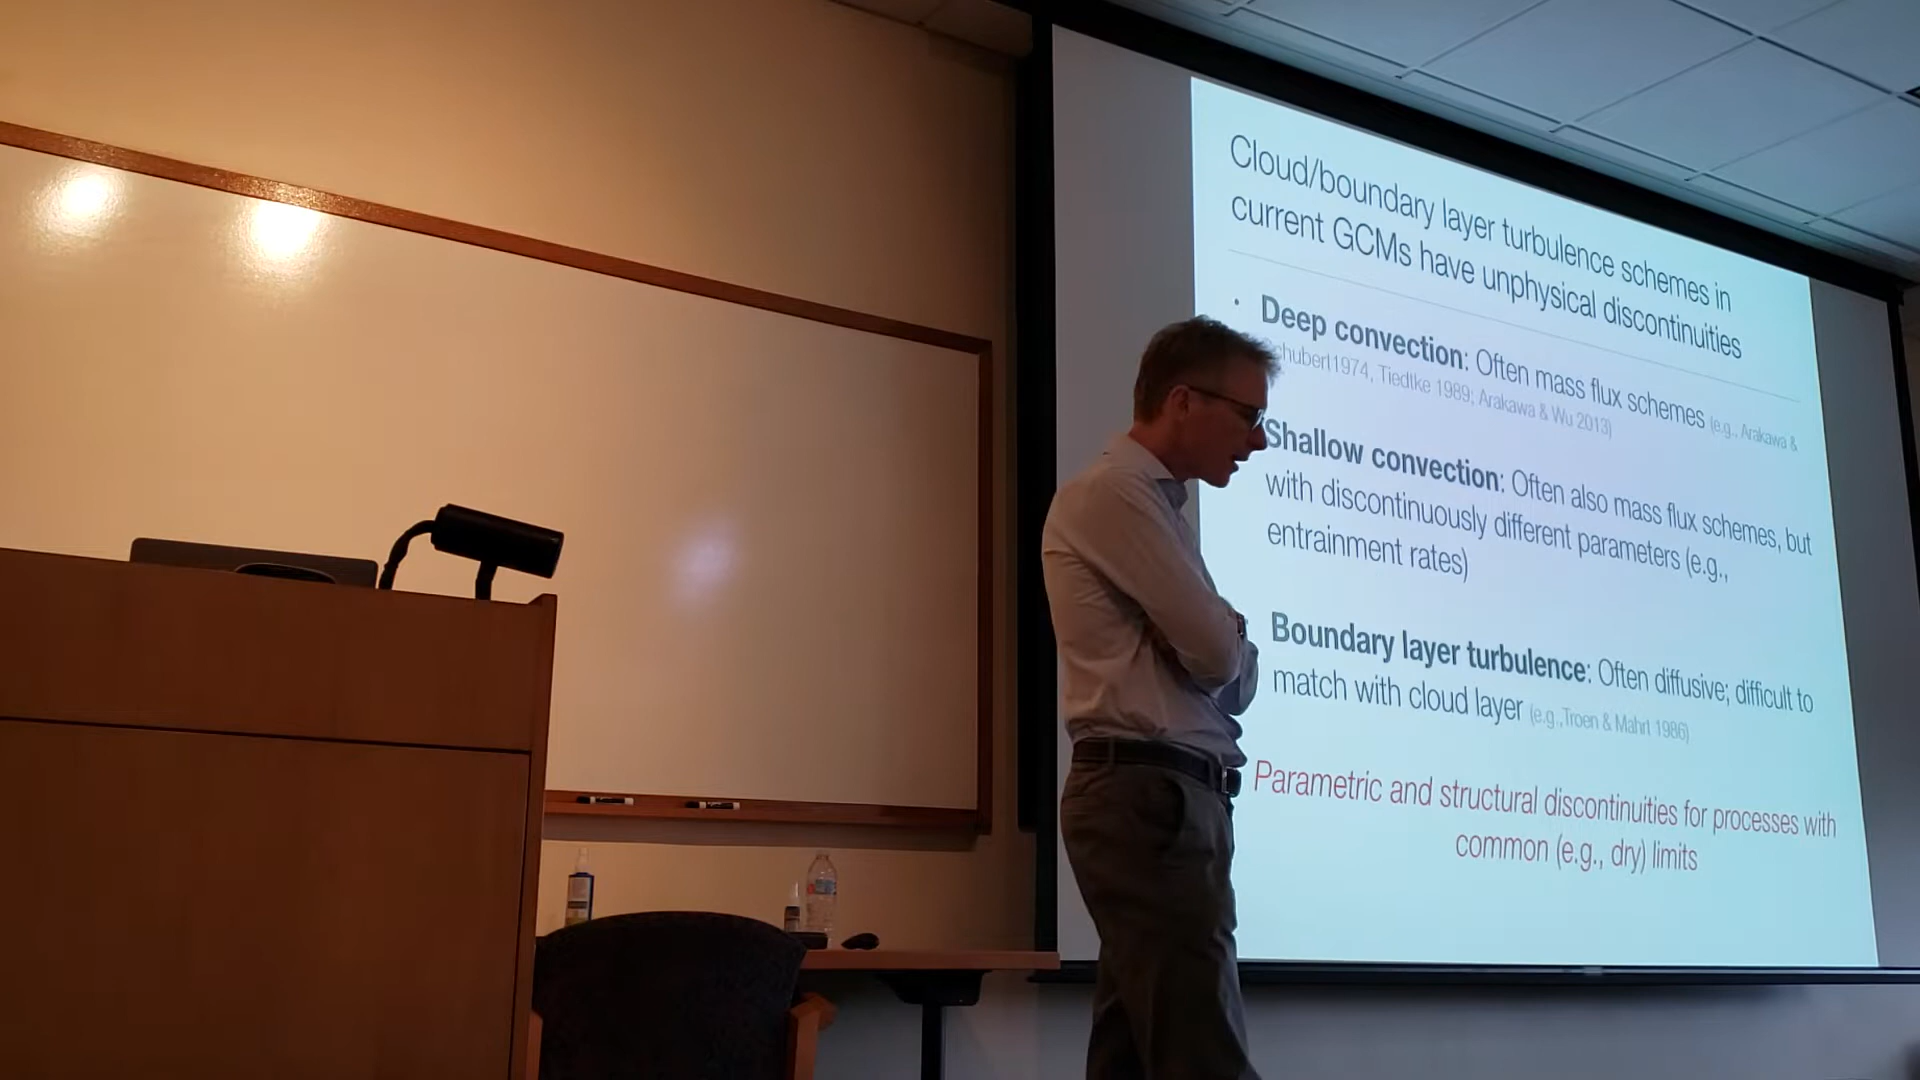 Cloud/boundary layer turbulence schemes in
current GCMs have unphysical discontinuities
• Deep convection: Often mass flux schemes (e.g., Arakawa &
1974, Tiedtke 1989; Arakawa & Wu 2013)
Shallow convection: Often also mass flux schemes, but
with discontinuously different parameters (e.g.,
entrainment rates)
Boundary layer turbulence: Often diffusive; difficult to
match with cloud layer (e.g.,Troen & Mahrt 1986)
Parametric and structural discontinuities for processes with
common (e.g., dry) limits